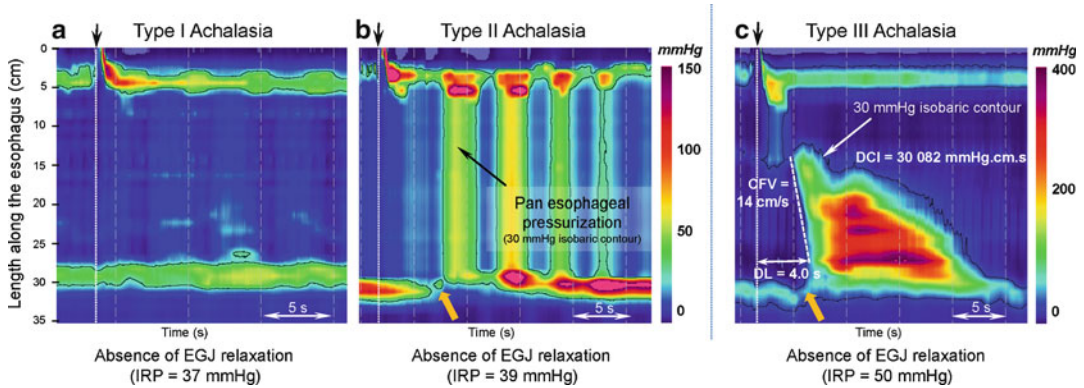 a
Type I Achalasia
0
5
10
15
20
25
30
35
Length along the esophagus (cm)
5 s
Time (s)
Absence of EGJ relaxation
(IRP = 37 mmHg)
b
Type II Achalasia
mmHg
150
100
50
0
Pan esophageal
pressurization
(30 mmHg isobaric contour)
5 s
Time (s)
Absence of EGJ relaxation
(IRP = 39 mmHg)
c
Type III Achalasia
mmHg
400
200
0
30 mmHg isobaric contour
DCI = 30 082 mmHg.cm.s
CFV =
14 cm/s
DL = 4.0 s
5 s
Time (s)
Absence of EGJ relaxation
(IRP = 50 mmHg)